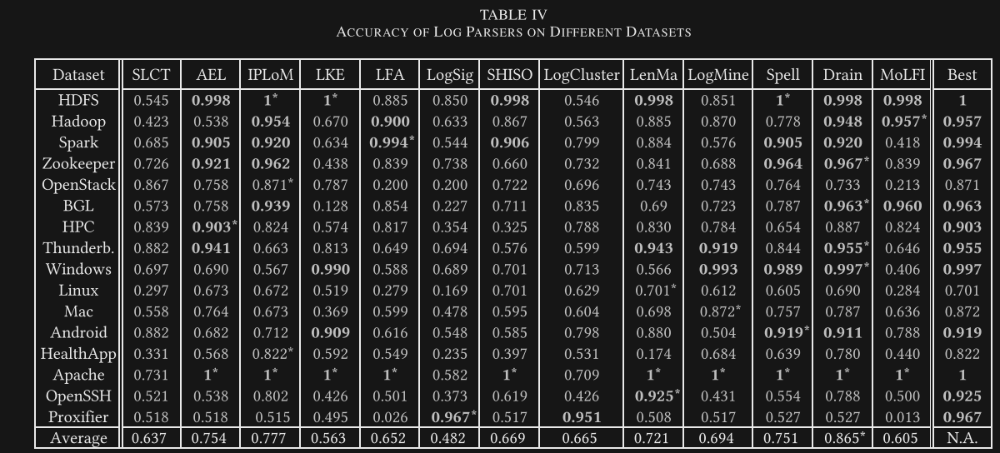 TABLE IV
ACCURACY OF LOG PARSERS ON DIFFERENT DATASETS
Dataset SLCT AEL IPLoM LKE LFA LogSig SHISO LogCluster LenMa LogMine Spell Drain MoLFI Best
HDFS 0.545 0.998 1* 1* 0.885 0.850 0.998 0.546 0.998 0.851 1* 0.998 0.998 1
Hadoop 0.423 0.538 0.954 0.670 0.900 0.633 0.867 0.563 0.885 0.870 0.778 0.948 0.957* 0.957
Spark 0.685 0.905 0.920 0.634 0.994* 0.544 0.906 0.799 0.884 0.576 0.905 0.920 0.418 0.994
Zookeeper 0.726 0.921 0.962 0.438 0.839 0.738 0.660 0.732 0.841 0.688 0.964 0.967* 0.839 0.967
OpenStack 0.867 0.758 0.871* 0.787 0.200 0.200 0.722 0.696 0.743 0.743 0.764 0.733 0.213 0.871
BGL 0.573 0.758 0.939 0.128 0.854 0.227 0.711 0.835 0.69 0.723 0.787 0.963* 0.960 0.963
HPC 0.839 0.903* 0.824 0.574 0.817 0.354 0.325 0.788 0.830 0.784 0.654 0.887 0.824 0.903
Thunderb. 0.882 0.941 0.663 0.813 0.649 0.694 0.576 0.599 0.943 0.919 0.844 0.955* 0.646 0.955
Windows 0.697 0.690 0.567 0.990 0.588 0.689 0.701 0.713 0.566 0.993 0.989 0.997* 0.406 0.997
Linux 0.297 0.673 0.672 0.519 0.279 0.169 0.701 0.629 0.701* 0.612 0.605 0.690 0.284 0.701
Mac 0.558 0.764 0.673 0.369 0.599 0.478 0.595 0.604 0.698 0.872* 0.757 0.787 0.636 0.872
Android 0.882 0.682 0.712 0.909 0.616 0.548 0.585 0.798 0.880 0.504 0.919* 0.911 0.788 0.919
HealthApp 0.331 0.568 0.822* 0.592 0.549 0.235 0.397 0.531 0.174 0.684 0.639 0.780 0.440 0.822
Apache 0.731 1* 1* 1* 1* 0.582 1* 0.709 1* 1* 1* 1* 1* 1
OpenSSH 0.521 0.538 0.802 0.426 0.501 0.373 0.619 0.426 0.925* 0.431 0.554 0.788 0.500 0.925
Proxifier 0.518 0.518 0.515 0.495 0.026 0.967* 0.517 0.951 0.508 0.517 0.527 0.527 0.013 0.967
Average 0.637 0.754 0.777 0.563 0.652 0.482 0.669 0.665 0.721 0.694 0.751 0.865* 0.605 N.A.